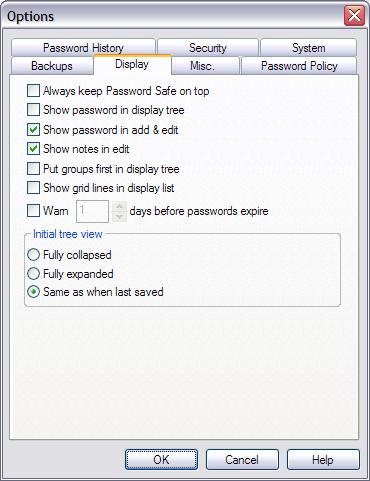 Options
Password History Security System
Backups Display Misc. Password Policy
Always keep Password Safe on top
Show password in display tree
Show password in add & edit
Show notes in edit
Put groups first in display tree
Show grid lines in display list
Warn 1 days before passwords expire
Initial tree view
Fully collapsed
Fully expanded
Same as when last saved
OK Cancel Help